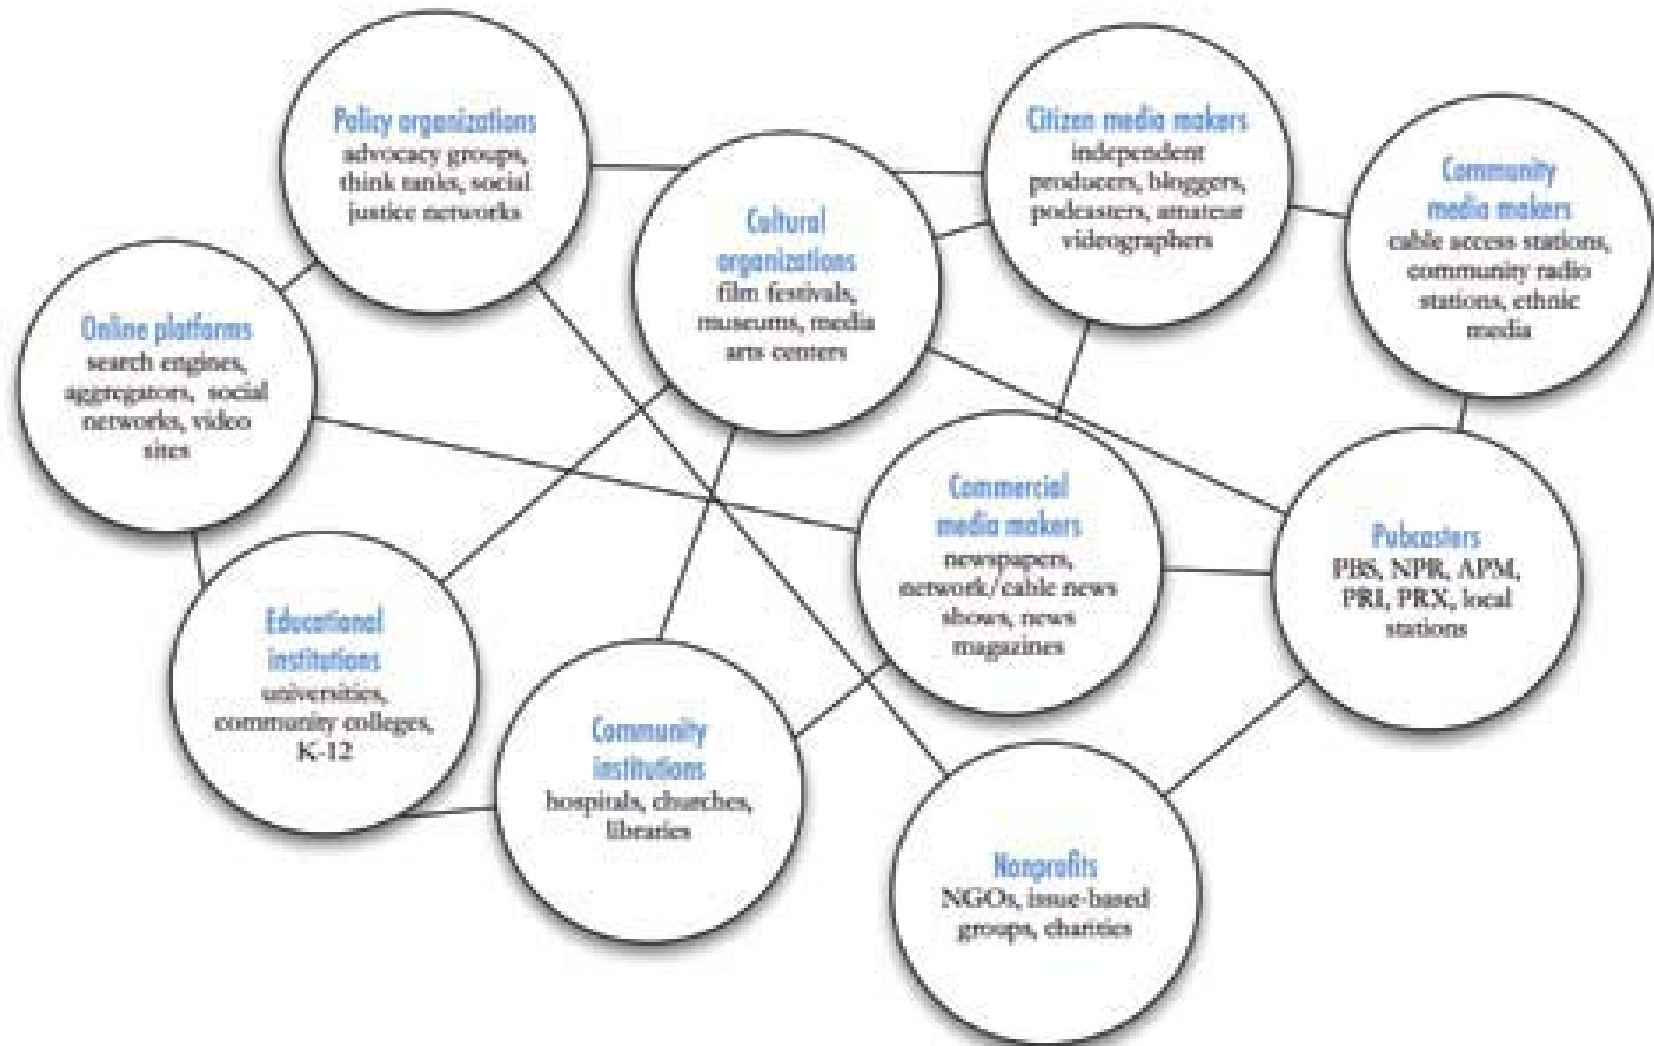 Policy organizations
advocacy groups,
think tanks, social
justice networks
Citizen media makers
independent
producers, bloggers,
podcasters, amateur
videographers
Community
media makers
cable access stations,
community radio
stations, ethnic
media
Cultural
organizations
film festivals,
museums, media
arts centers
Online platforms
search engines,
aggregators, social
networks, video
sites
Commercial
media makers
newspapers,
network/cable news
shows, news
magazines
Pubcasters
PBS, NPR, APM,
PRI, PRX, local
stations
Educational
institutions
universities,
community colleges,
K-12
Community
institutions
hospitals, churches,
libraries
Nonprofits
NGOs, issue-based
groups, charities